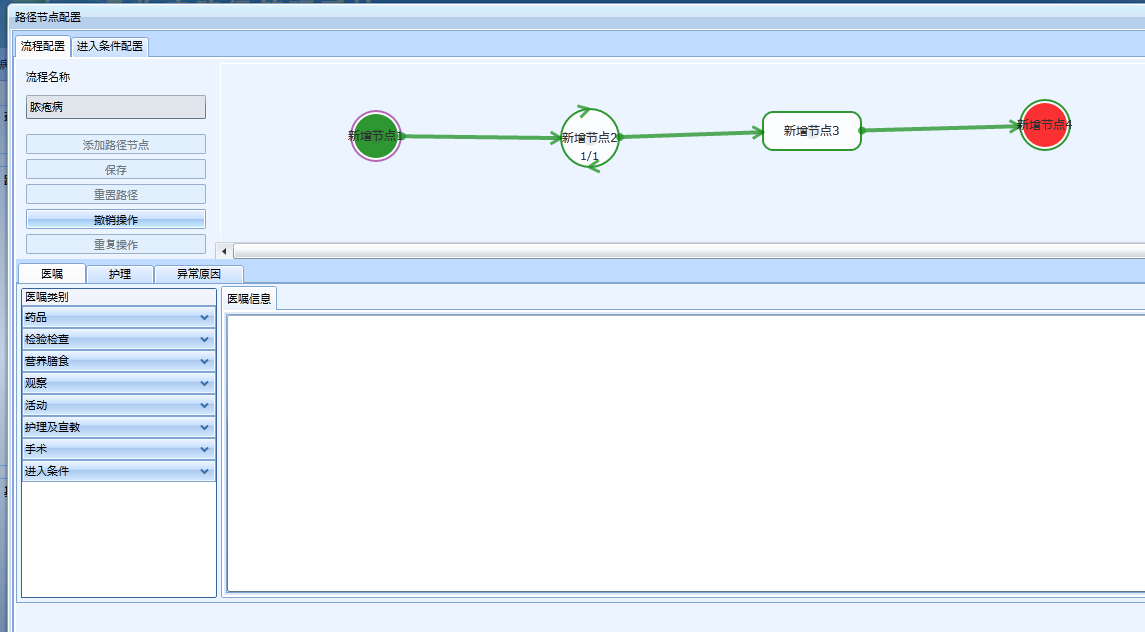 路径节点配置
流程配置
进入条件配置
流程名称
脓疱病
添加路径节点
保存
重置路径
撤销操作
重复操作
新增节点1
新增节点2
1/1
新增节点3
新增节点4
医嘱
护理
异常原因
医嘱类别
药品
检验检查
营养膳食
观察
活动
护理及宣教
手术
进入条件
医嘱信息